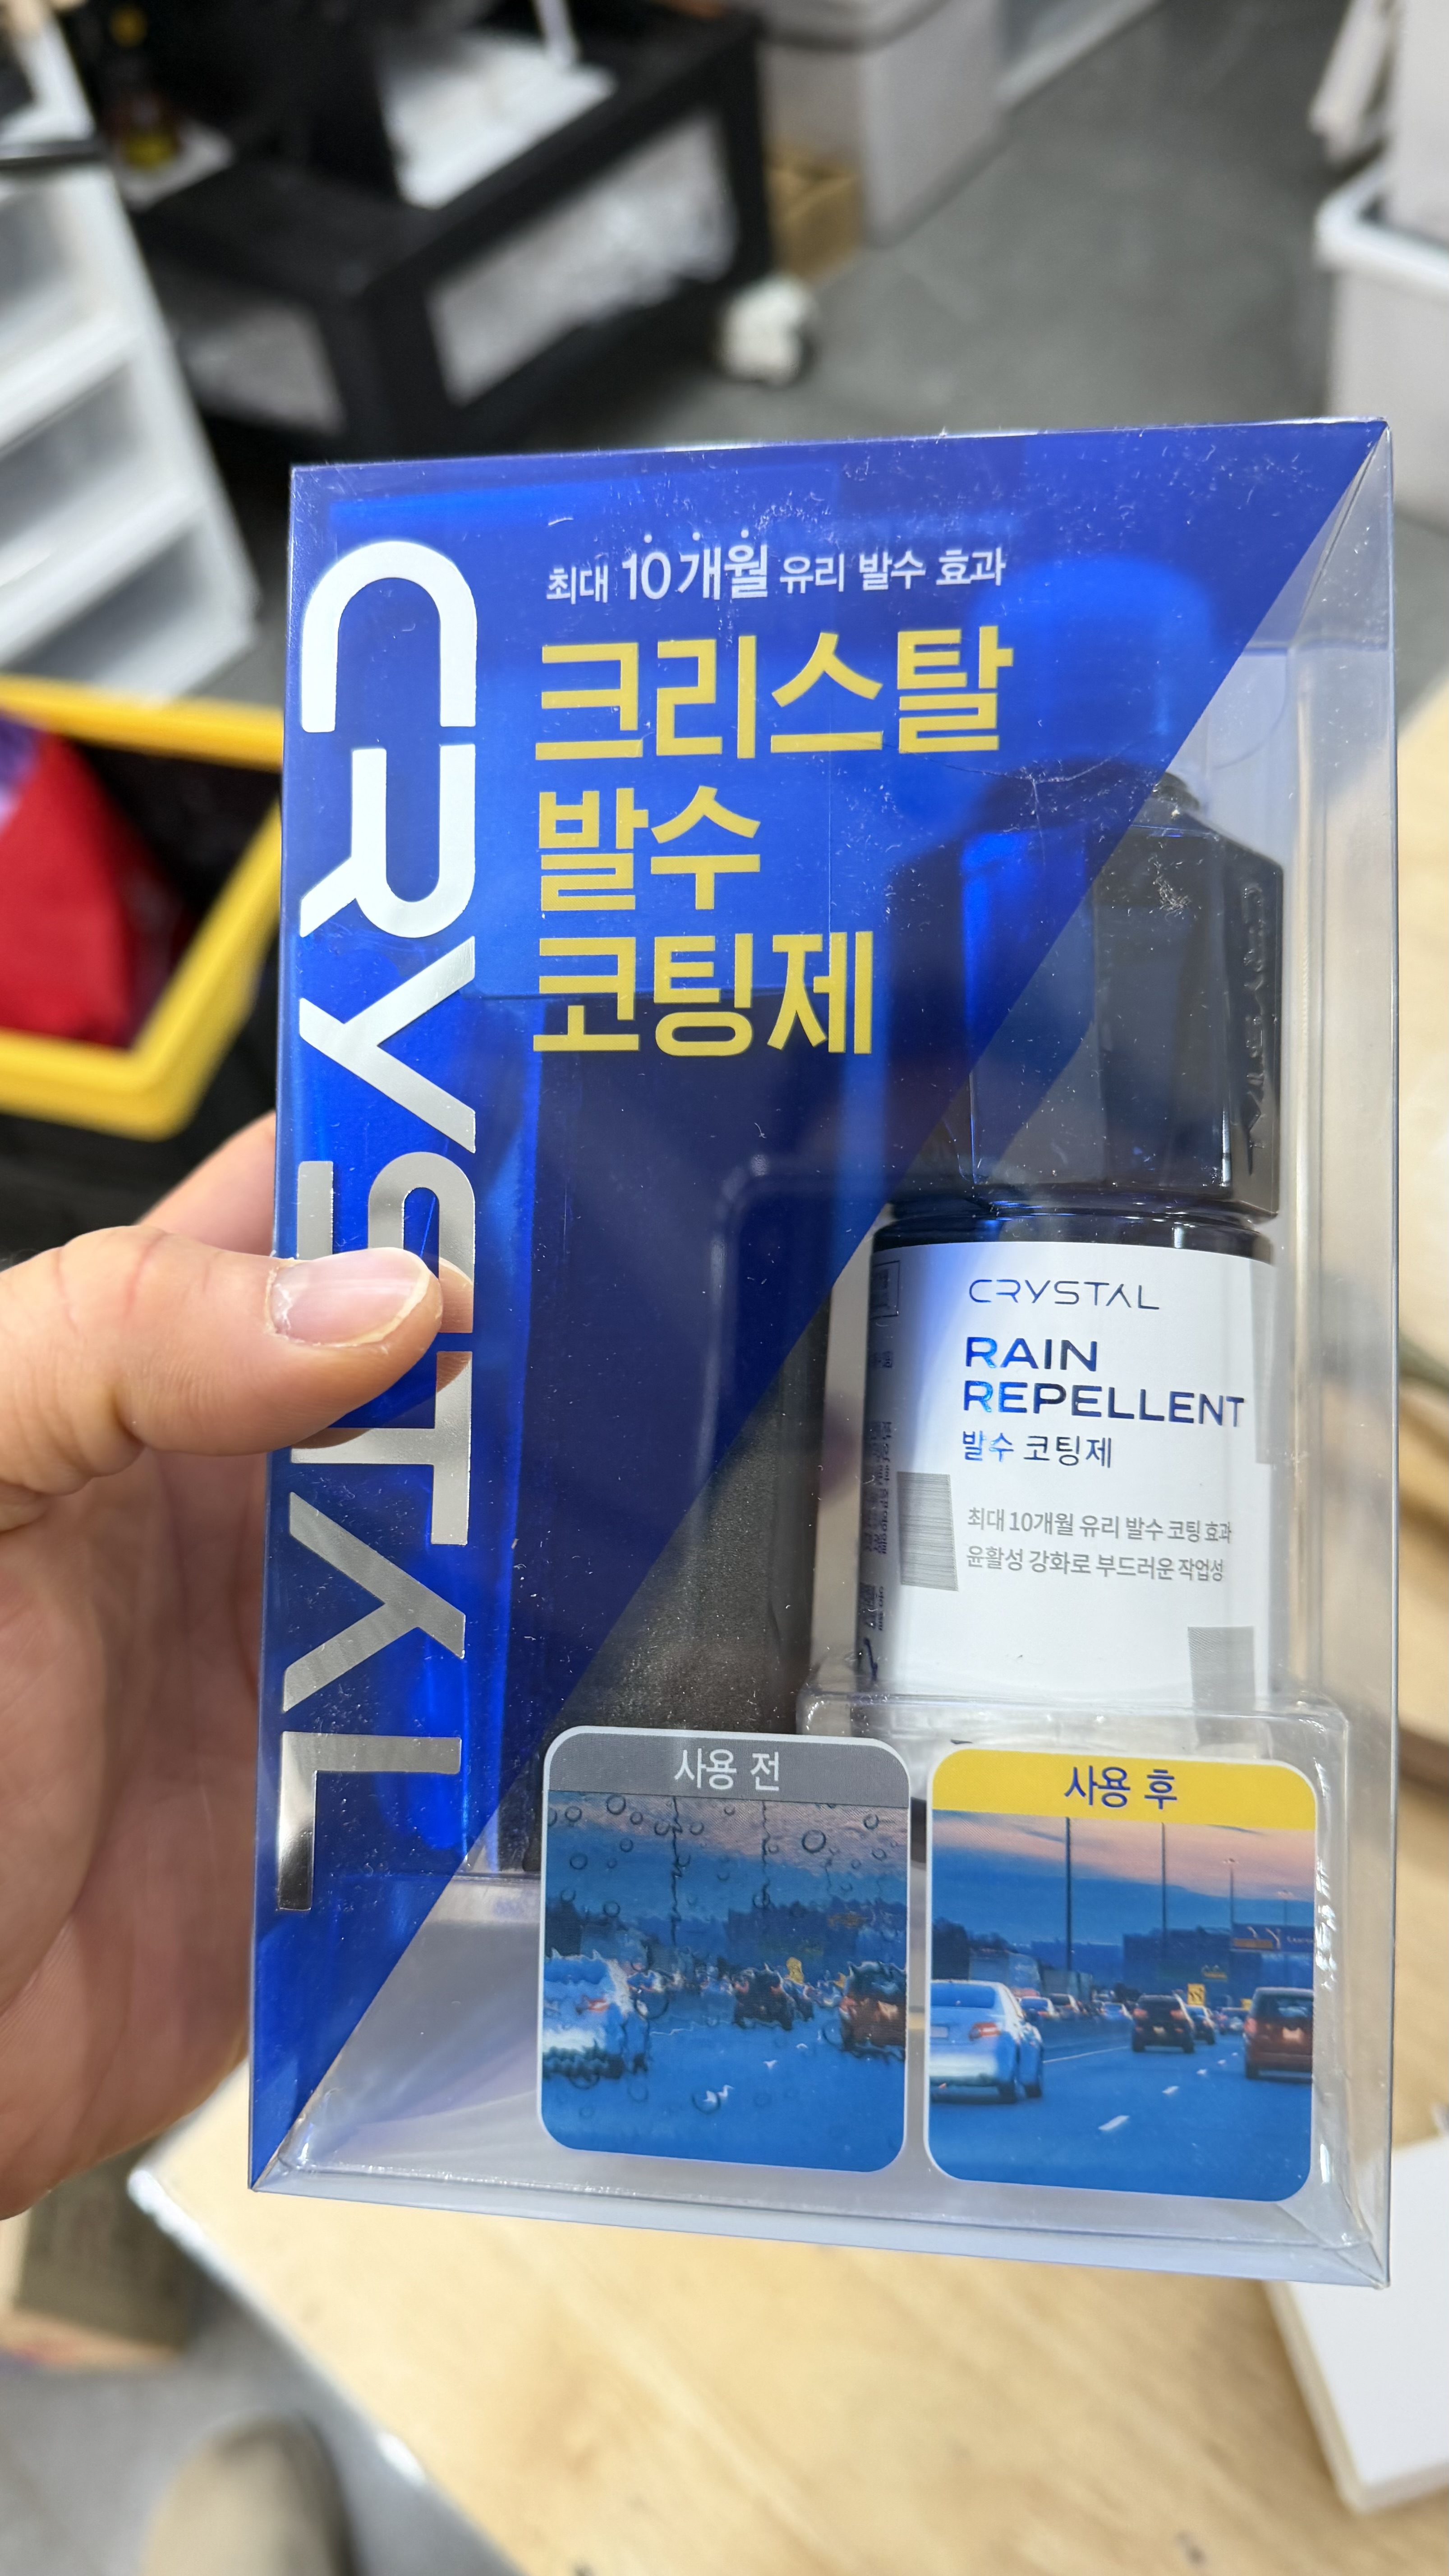 CRYSTAL
최대 10개월 유리 발수 효과
크리스탈
발수
코팅제
CRYSTAL
RAIN
REPELLENT
발수 코팅제
최대 10개월 유리 발수 코팅 효과
윤활성 강화로 부드러운 작업성
사용 전
사용 후